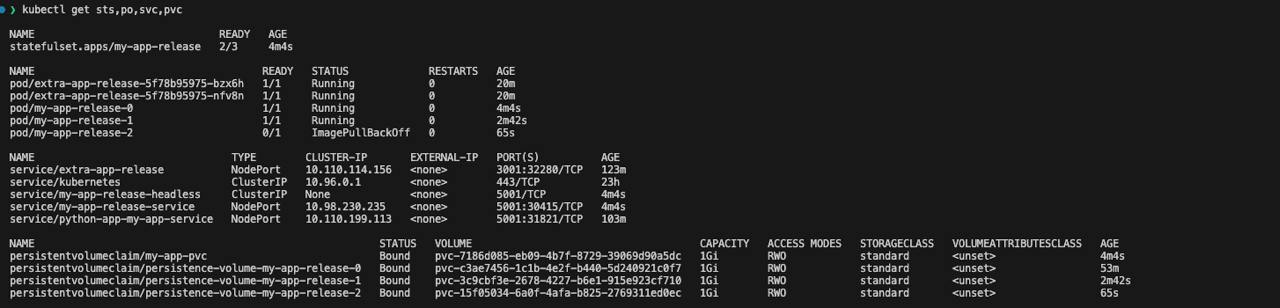 ❯ kubectl get sts,po,svc,pvc
NAME READY AGE
statefulset.apps/my-app-release 2/3 4m4s
NAME READY STATUS RESTARTS AGE
pod/extra-app-release-5f78b95975-bzx6h 1/1 Running 0 20m
pod/extra-app-release-5f78b95975-nfv8n 1/1 Running 0 20m
pod/my-app-release-0 1/1 Running 0 4m4s
pod/my-app-release-1 1/1 Running 0 2m42s
pod/my-app-release-2 0/1 ImagePullBackOff 0 65s
NAME TYPE CLUSTER-IP EXTERNAL-IP PORT(S) AGE
service/extra-app-release NodePort 10.110.114.156 <none> 3001:32280/TCP 123m
service/kubernetes ClusterIP 10.96.0.1 <none> 443/TCP 23h
service/my-app-release-headless ClusterIP None <none> 5001/TCP 4m4s
service/my-app-release-service NodePort 10.98.230.235 <none> 5001:30415/TCP 4m4s
service/python-app-my-app-service NodePort 10.110.199.113 <none> 5001:31821/TCP 103m
NAME STATUS VOLUME CAPACITY ACCESS MODES STORAGECLASS VOLUMEATTRIBUTESCLASS AGE
persistentvolumeclaim/my-app-pvc Bound pvc-7186d085-eb09-4b7f-8729-39069d90a5dc 1Gi RWO standard <unset> 4m4s
persistentvolumeclaim/persistence-volume-my-app-release-0 Bound pvc-c3ae7456-1c1b-4e2f-b440-5d240921c0f7 1Gi RWO standard <unset> 53m
persistentvolumeclaim/persistence-volume-my-app-release-1 Bound pvc-3c9cbf3e-2678-4227-b6e1-915e923cf710 1Gi RWO standard <unset> 2m42s
persistentvolumeclaim/persistence-volume-my-app-release-2 Bound pvc-15f05034-6a0f-4afa-b825-2769311ed0ec 1Gi RWO standard <unset> 65s